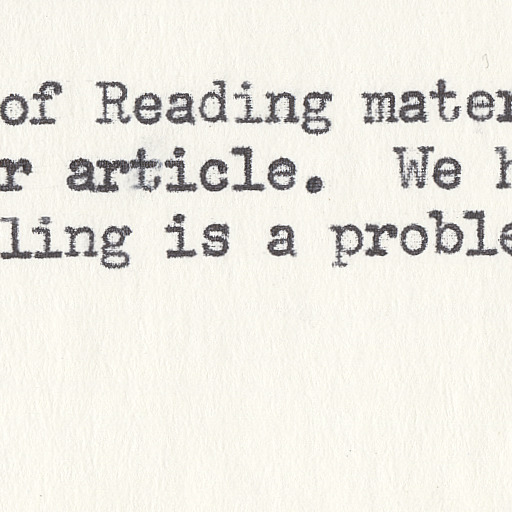 of Reading mater
r article.  We h
ling is a proble